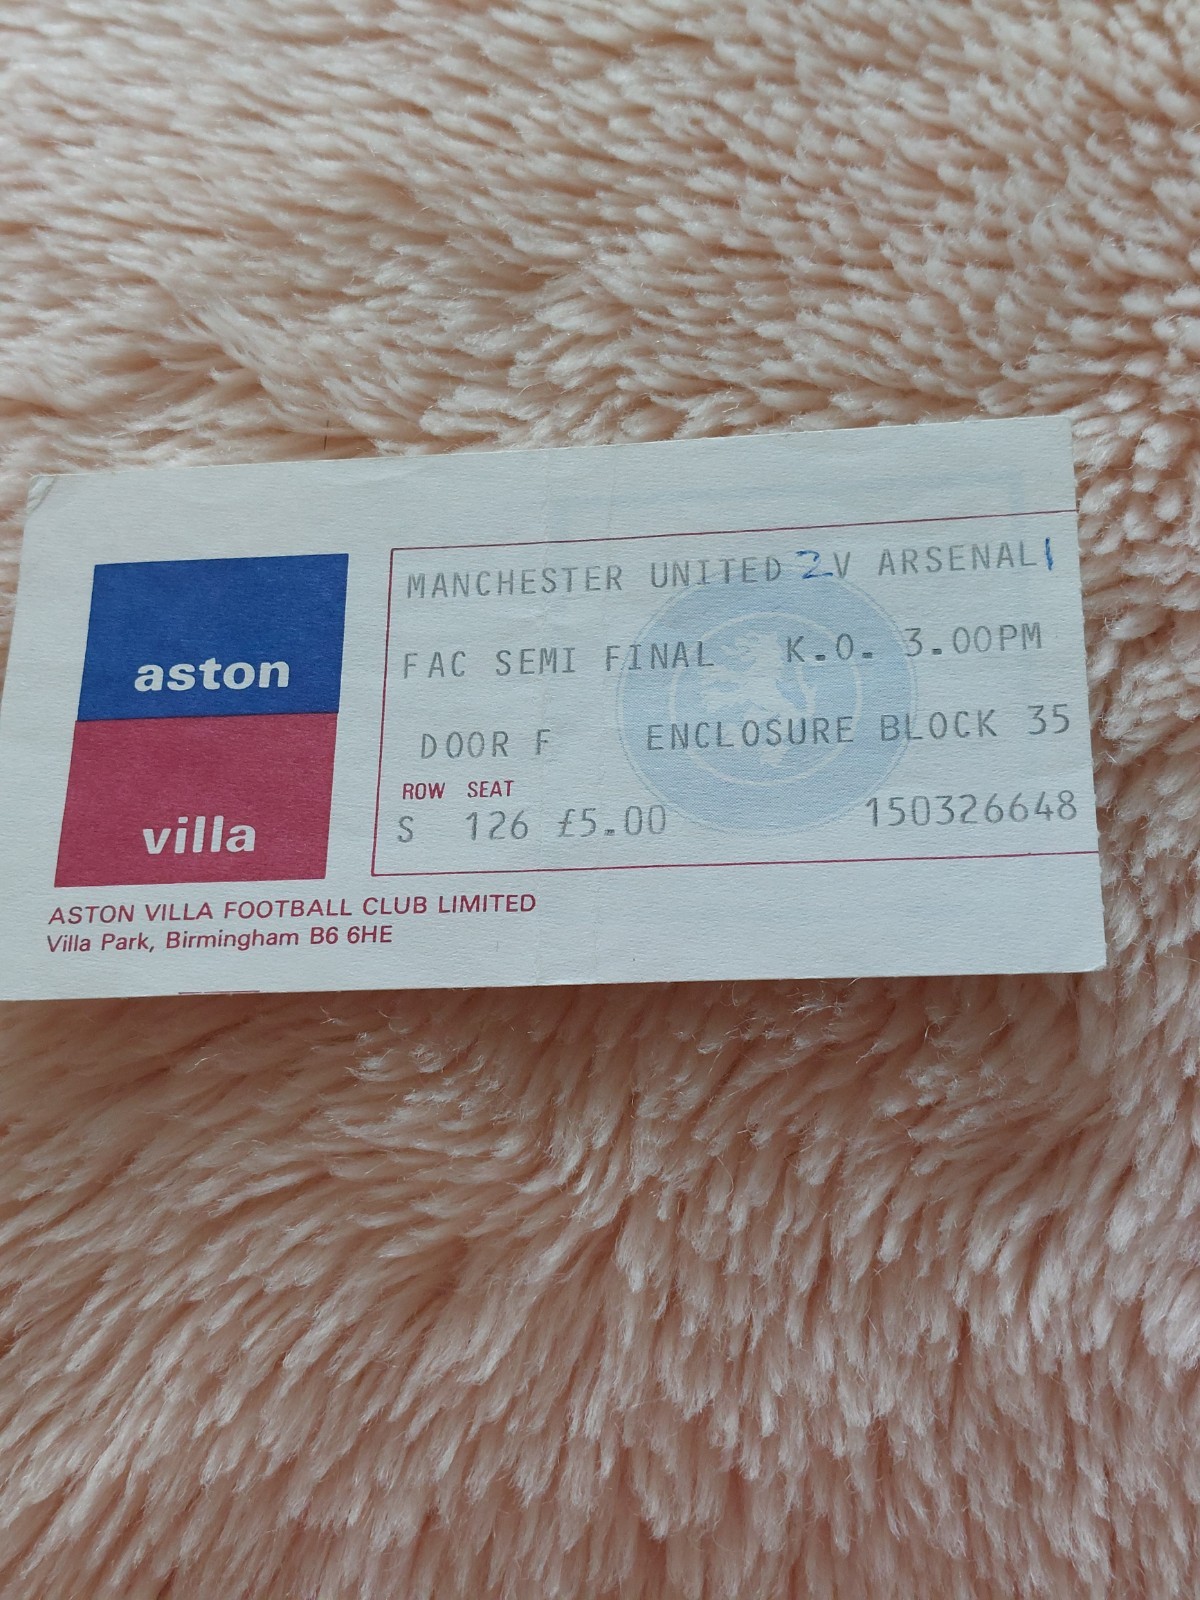 aston
villa
MANCHESTER UNITED 2 V ARSENAL 1
FAC SEMI FINAL K.O. 3.00PM
DOOR F ENCLOSURE BLOCK 35
ROW SEAT
S 126 £5.00 150326648
ASTON VILLA FOOTBALL CLUB LIMITED
Villa Park, Birmingham B6 6HE